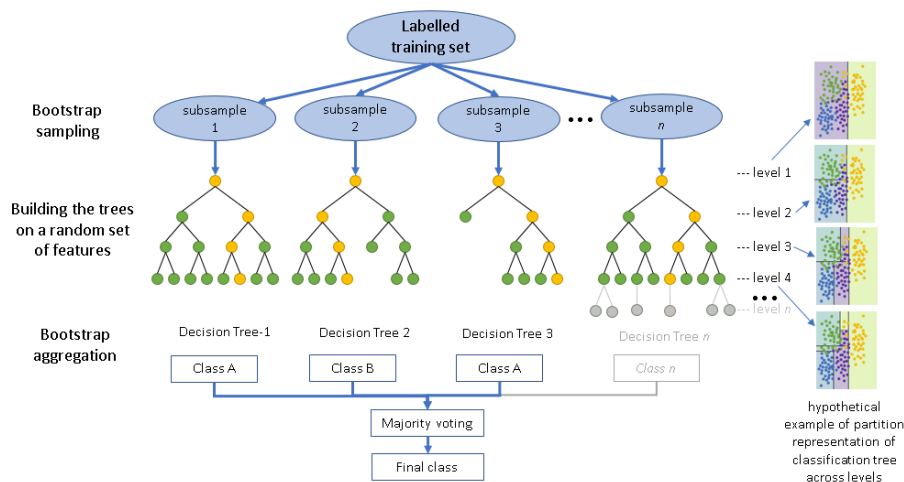 Labelled
training set
Bootstrap
sampling
subsample
1
subsample
2
subsample
3
•••
subsample
n
Building the trees
on a random set
of features
--- level 1
--- level 2
--- level 3
--- level 4
•••
--- level n
Bootstrap
aggregation
Decision Tree-1
Decision Tree 2
Decision Tree 3
Decision Tree n
Class A
Class B
Class A
Class n
Majority voting
Final class
hypothetical
example of partition
representation of
classification tree
across levels